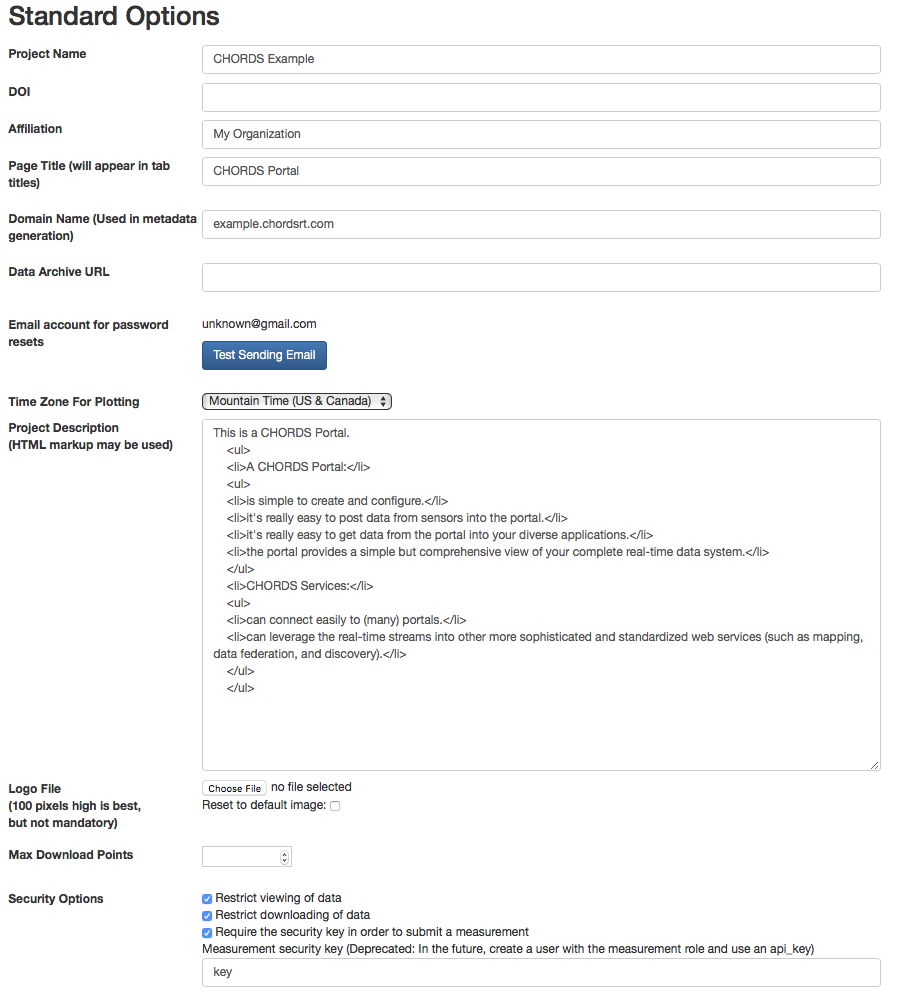 Standard Options
Project Name
CHORDS Example
DOI
Affiliation
My Organization
Page Title (will appear in tab
titles)
CHORDS Portal
Domain Name (Used in metadata
generation)
example.chordsrt.com
Data Archive URL
Email account for password
resets
unknown@gmail.com
Test Sending Email
Time Zone For Plotting
Mountain Time (US & Canada)
Project Description
(HTML markup may be used)
This is a CHORDS Portal.
<ul>
<li>A CHORDS Portal:</li>
<ul>
<li>is simple to create and configure.</li>
<li>it's really easy to post data from sensors into the portal.</li>
<li>it's really easy to get data from the portal into your diverse applications.</li>
<li>the portal provides a simple but comprehensive view of your complete real-time data system.</li>
</ul>
<li>CHORDS Services:</li>
<ul>
<li>can connect easily to (many) portals.</li>
<li>can leverage the real-time streams into other more sophisticated and standardized web services (such as mapping,
data federation, and discovery).</li>
</ul>
</ul>
Logo File
(100 pixels high is best,
but not mandatory)
Choose File no file selected
Reset to default image:
Max Download Points
Security Options
Restrict viewing of data
Restrict downloading of data
Require the security key in order to submit a measurement
Measurement security key (Deprecated: In the future, create a user with the measurement role and use an api_key)
key